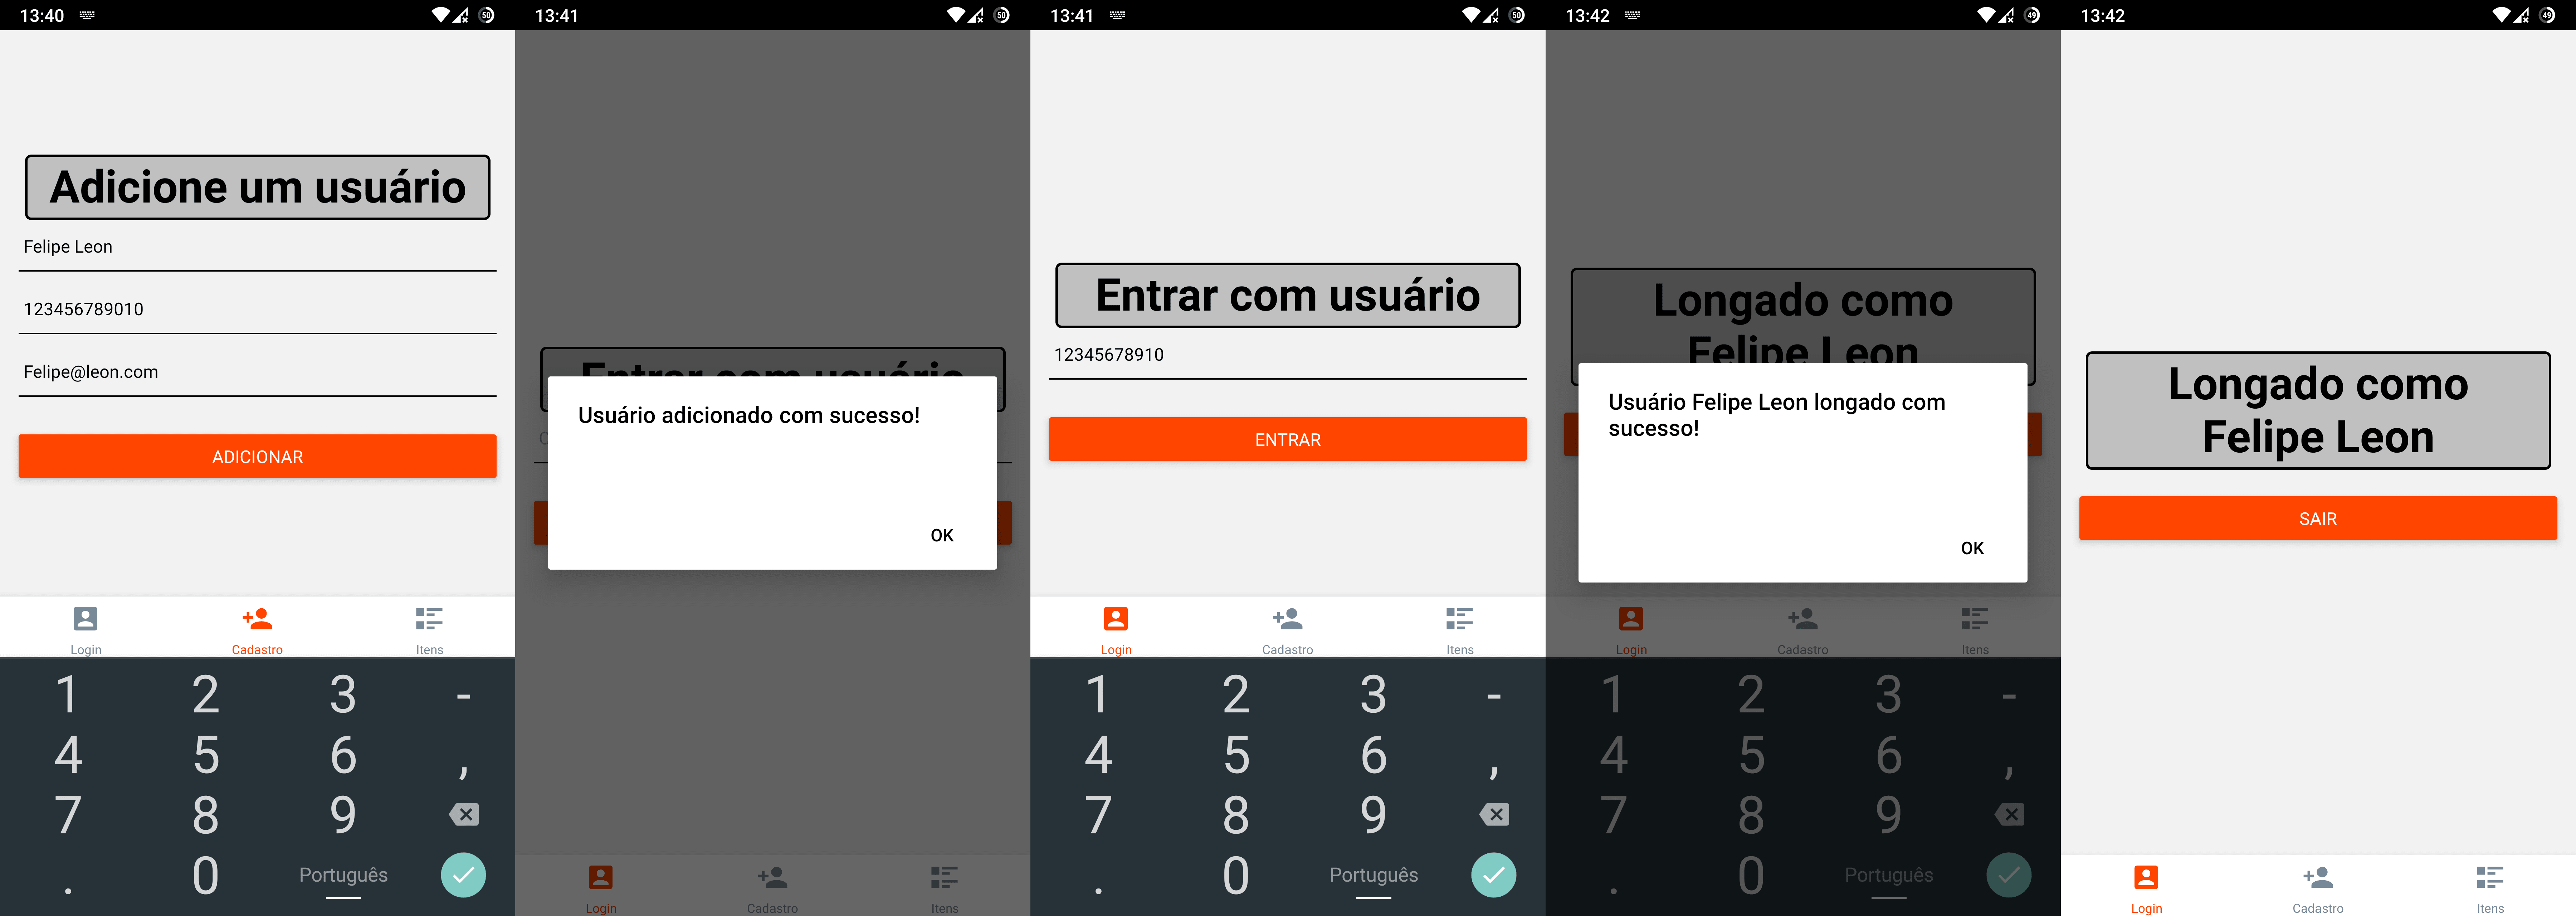 13:40
50
Adicione um usuário
Felipe Leon
123456789010
Felipe@leon.com
ADICIONAR
Login
Cadastro
Itens
1 2 3 -
4 5 6 ,
7 8 9
. 0 Português
13:41
50
Entrar com usuário
C
Usuário adicionado com sucesso!
OK
Login
Cadastro
Itens
13:41
50
Entrar com usuário
12345678910
ENTRAR
Login
Cadastro
Itens
1 2 3 -
4 5 6 ,
7 8 9
. 0 Português
13:42
49
Longado como
Felipe Leon
Usuário Felipe Leon longado com
sucesso!
OK
Login
Cadastro
Itens
1 2 3 -
4 5 6 ,
7 8 9
. 0 Português
13:42
49
Longado como
Felipe Leon
SAIR
Login
Cadastro
Itens